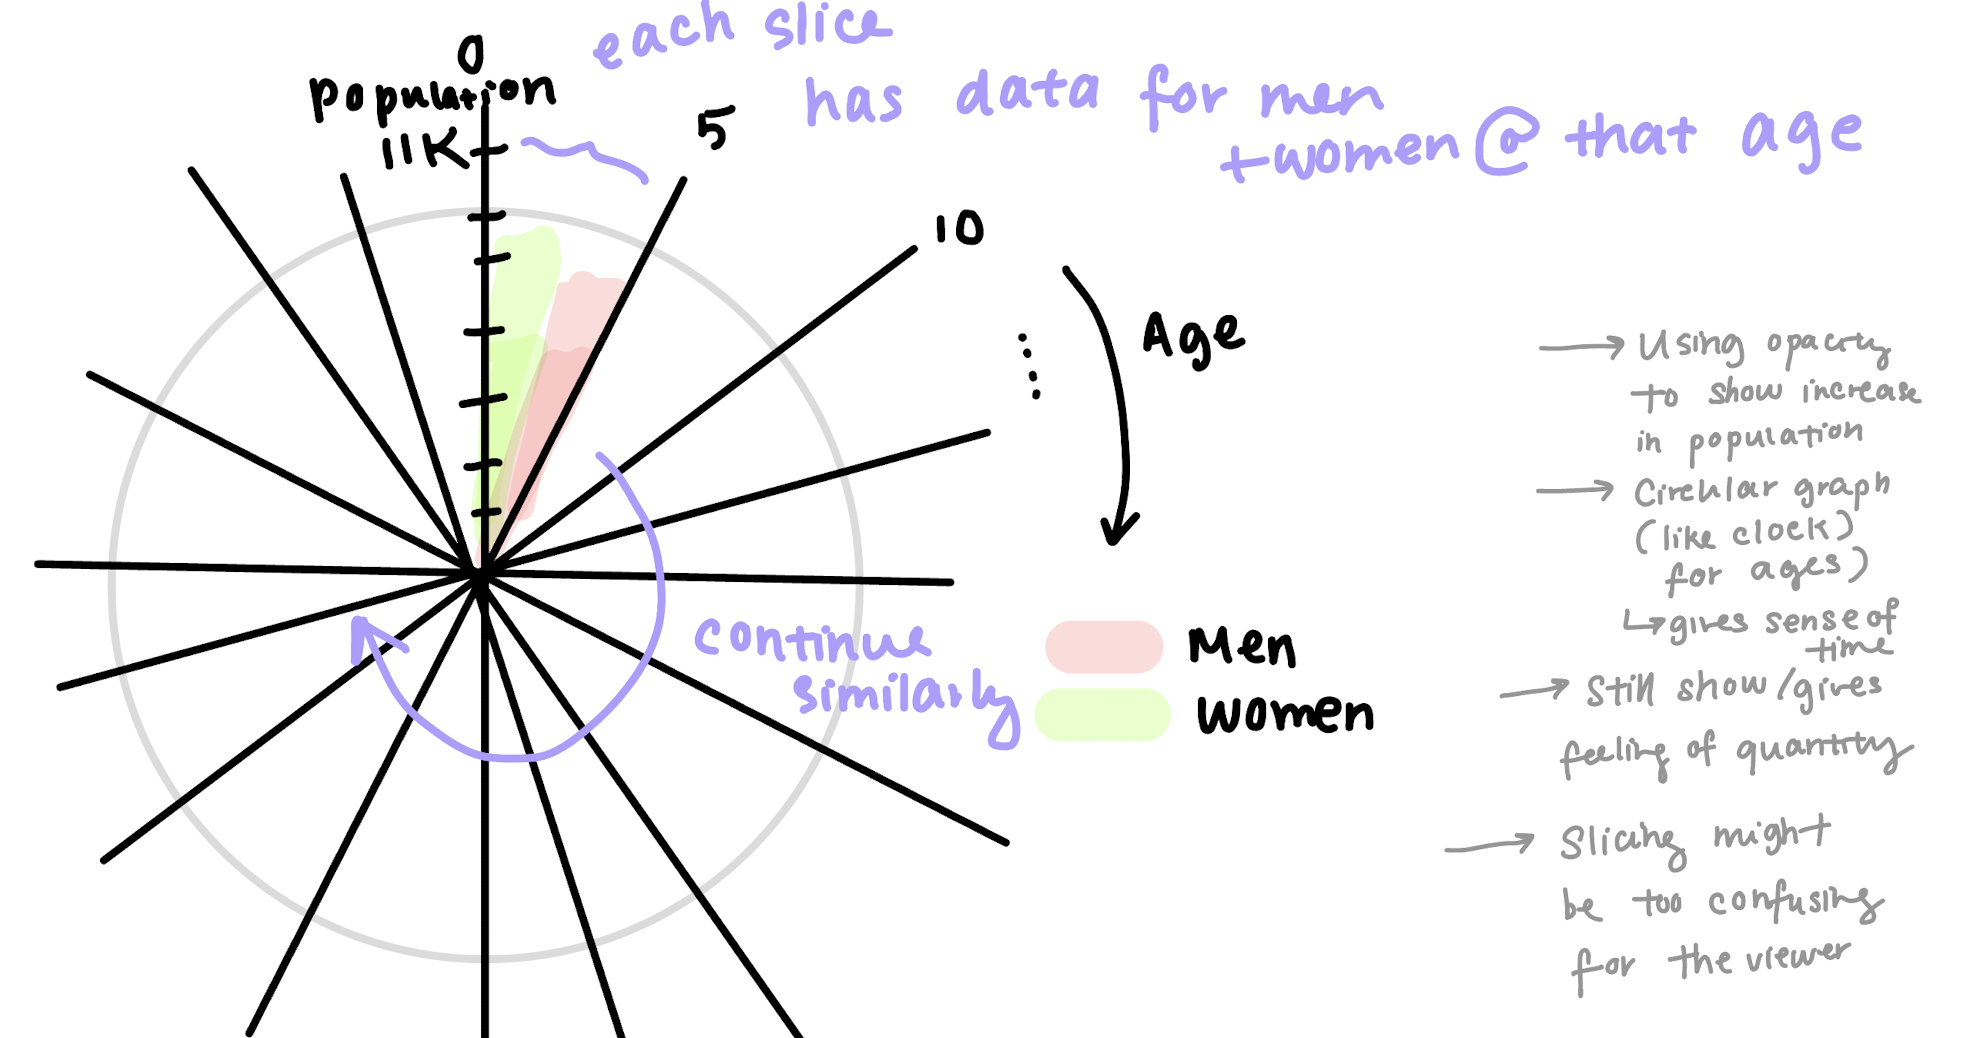 0
population
11K
each slice
has data for men
+women @ that age
5
10
Age
continue
similarly
Men
women
→ Using opacity
to show increase
in population
→ Circular graph
(like clock)
for ages)
↳ gives sense of
time
→ Still show/gives
feeling of quantity
→ Slicing might
be too confusing
for the viewer